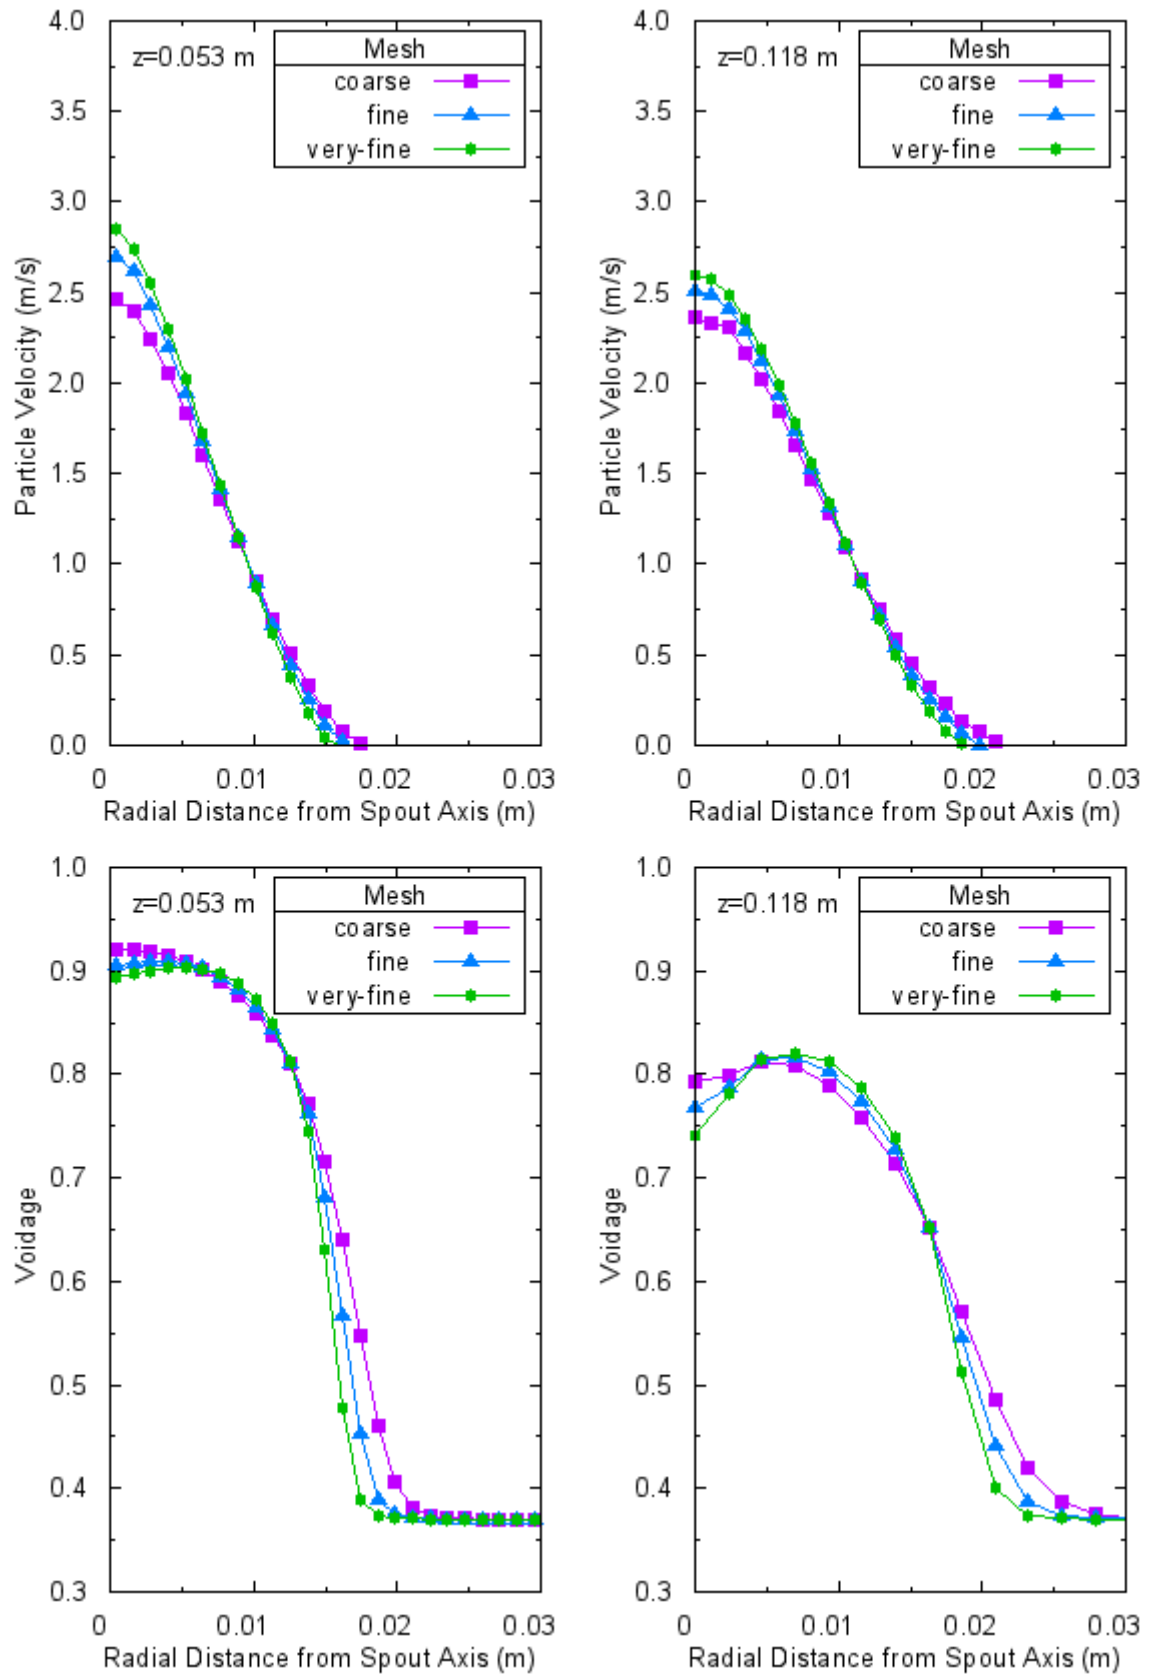 z=0.053 m
Mesh
coarse
fine
very-fine
4.0
3.5
3.0
2.5
2.0
1.5
1.0
0.5
0.0
Particle Velocity (m/s)
0 0.01 0.02 0.03
Radial Distance from Spout Axis (m)
z=0.118 m
Mesh
coarse
fine
very-fine
4.0
3.5
3.0
2.5
2.0
1.5
1.0
0.5
0.0
Particle Velocity (m/s)
0 0.01 0.02 0.03
Radial Distance from Spout Axis (m)
z=0.053 m
Mesh
coarse
fine
very-fine
1.0
0.9
0.8
0.7
0.6
0.5
0.4
0.3
Voidage
0 0.01 0.02 0.03
Radial Distance from Spout Axis (m)
z=0.118 m
Mesh
coarse
fine
very-fine
1.0
0.9
0.8
0.7
0.6
0.5
0.4
0.3
Voidage
0 0.01 0.02 0.03
Radial Distance from Spout Axis (m)